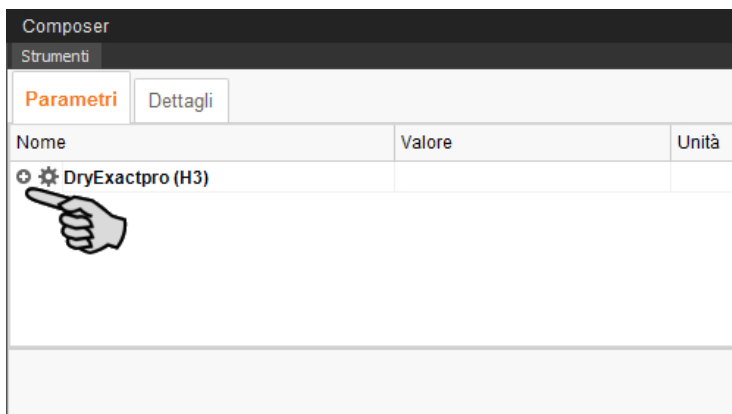 Composer
Strumenti
Parametri Dettagli
Nome Valore Unità
DryExactpro (H3)